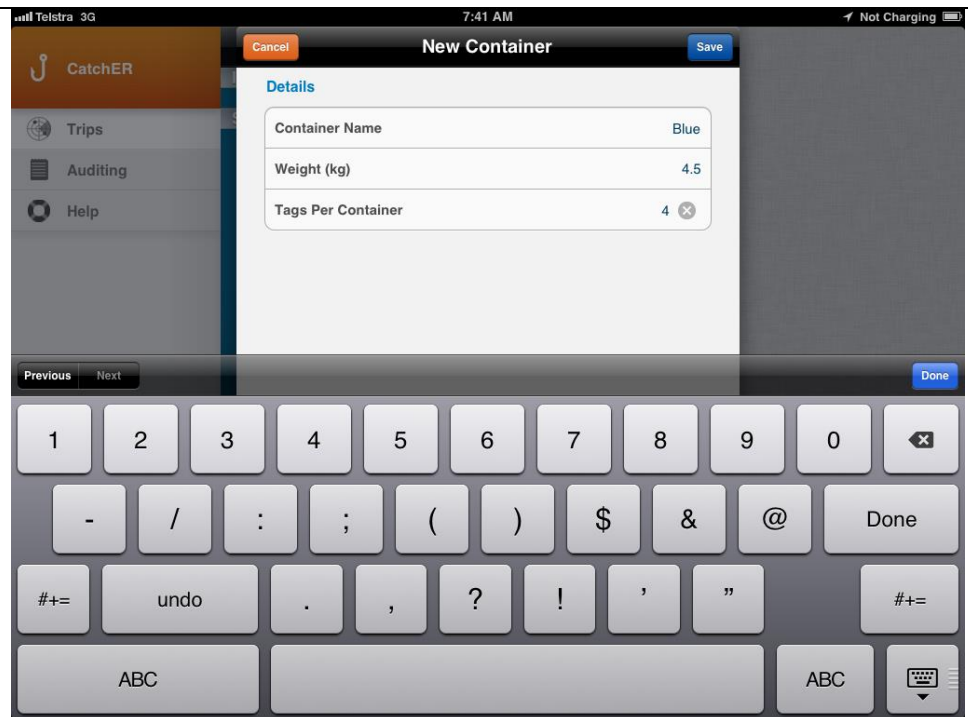 Telstra 3G 7:41 AM Not Charging
Cancel New Container Save
CatchER
Details
Container Name Blue
Trips
Weight (kg) 4.5
Auditing
Tags Per Container 4
Help
Previous Next Done
1 2 3 4 5 6 7 8 9 0
- / : ; ( ) $ & @ Done
#+= undo . , ? ! ’ ” #+=
ABC ABC